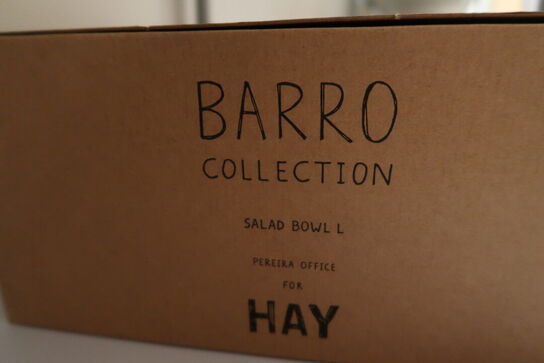 BARRO
COLLECTION
SALAD BOWL L
PEREIRA OFFICE
FOR
HAY